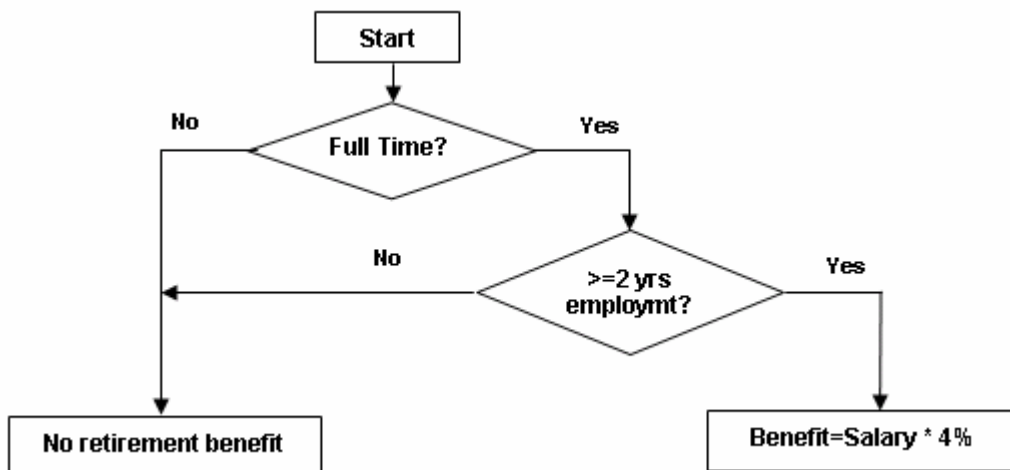 Start
No
Yes
Full Time?
No
Yes
>=2 yrs
employmt?
No retirement benefit
Benefit=Salary * 4%